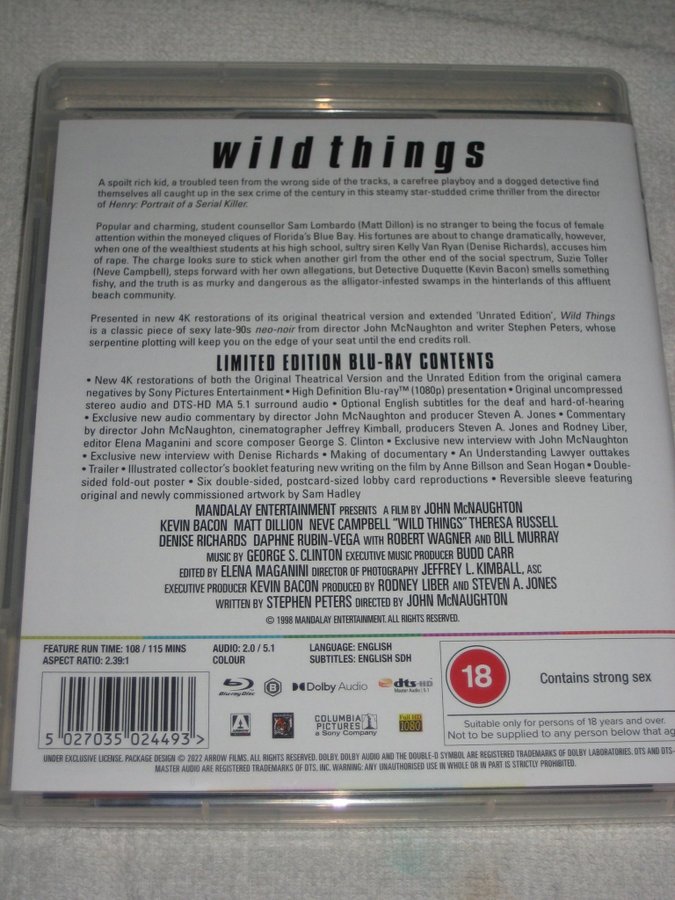 wild things
A spoilt rich kid, a troubled teen from the wrong side of the tracks, a carefree playboy and a dogged detective find
themselves all caught up in the sex crime of the century in this steamy star-studded crime thriller from the director
of Henry: Portrait of a Serial Killer.
Popular and charming, student counsellor Sam Lombardo (Matt Dillon) is no stranger to being the focus of female
attention within the moneyed cliques of Florida's Blue Bay. His fortunes are about to change dramatically, however,
when one of the wealthiest students at his high school, sultry siren Kelly Van Ryan (Denise Richards), accuses him
of rape. The charge looks sure to stick when another girl from the other end of the social spectrum, Suzie Toller
(Neve Campbell), steps forward with her own allegations, but Detective Duquette (Kevin Bacon) smells something
fishy, and the truth is as murky and dangerous as the alligator-infested swamps in the hinterlands of this affluent
beach community.
Presented in new 4K restorations of its original theatrical version and extended 'Unrated Edition', Wild Things
is a classic piece of sexy late-90s neo-noir from director John McNaughton and writer Stephen Peters, whose
serpentine plotting will keep you on the edge of your seat until the end credits roll.
LIMITED EDITION BLU-RAY CONTENTS
• New 4K restorations of both the Original Theatrical Version and the Unrated Edition from the original camera
negatives by Sony Pictures Entertainment • High Definition Blu-ray™ (1080p) presentation • Original uncompressed
stereo audio and DTS-HD MA 5.1 surround audio • Optional English subtitles for the deaf and hard-of-hearing
• Exclusive new audio commentary by director John McNaughton and producer Steven A. Jones • Commentary
by director John McNaughton, cinematographer Jeffrey Kimball, producers Steven A. Jones and Rodney Liber,
editor Elena Maganini and score composer George S. Clinton • Exclusive new interview with John McNaughton
• Exclusive new interview with Denise Richards • Making of documentary • An Understanding Lawyer outtakes
• Trailer • Illustrated collector's booklet featuring new writing on the film by Anne Billson and Sean Hogan • Double-
sided fold-out poster • Six double-sided, postcard-sized lobby card reproductions • Reversible sleeve featuring
original and newly commissioned artwork by Sam Hadley
MANDALAY ENTERTAINMENT PRESENTS A FILM BY JOHN McNAUGHTON
KEVIN BACON MATT DILLION NEVE CAMPBELL "WILD THINGS" THERESA RUSSELL
DENISE RICHARDS DAPHNE RUBIN-VEGA WITH ROBERT WAGNER AND BILL MURRAY
MUSIC BY GEORGE S. CLINTON EXECUTIVE MUSIC PRODUCER BUDD CARR
EDITED BY ELENA MAGANINI DIRECTOR OF PHOTOGRAPHY JEFFREY L. KIMBALL, ASC
EXECUTIVE PRODUCER KEVIN BACON PRODUCED BY RODNEY LIBER AND STEVEN A. JONES
WRITTEN BY STEPHEN PETERS DIRECTED BY JOHN McNAUGHTON
© 1998 MANDALAY ENTERTAINMENT. ALL RIGHTS RESERVED.
FEATURE RUN TIME: 108 / 115 MINS
ASPECT RATIO: 2.39:1
AUDIO: 2.0 / 5.1
COLOUR
LANGUAGE: ENGLISH
SUBTITLES: ENGLISH SDH
Blu-ray Disc
B
Dolby Audio
dts-HD
Master Audio | 5.1
18
Contains strong sex
Suitable only for persons of 18 years and over.
Not to be supplied to any person below that ag
5 027035 024493 >
ARROW
COLUMBIA
PICTURES
a Sony Company
Full HD
1080
UNDER EXCLUSIVE LICENSE. PACKAGE DESIGN © 2022 ARROW FILMS. ALL RIGHTS RESERVED. DOLBY, DOLBY AUDIO AND THE DOUBLE-D SYMBOL ARE REGISTERED TRADEMARKS OF DOLBY LABORATORIES. DTS AND DTS-
MASTER AUDIO ARE REGISTERED TRADEMARKS OF DTS, INC. WARNING: ANY UNAUTHORISED USE IN WHOLE OR IN PART IS STRICTLY PROHIBITED.